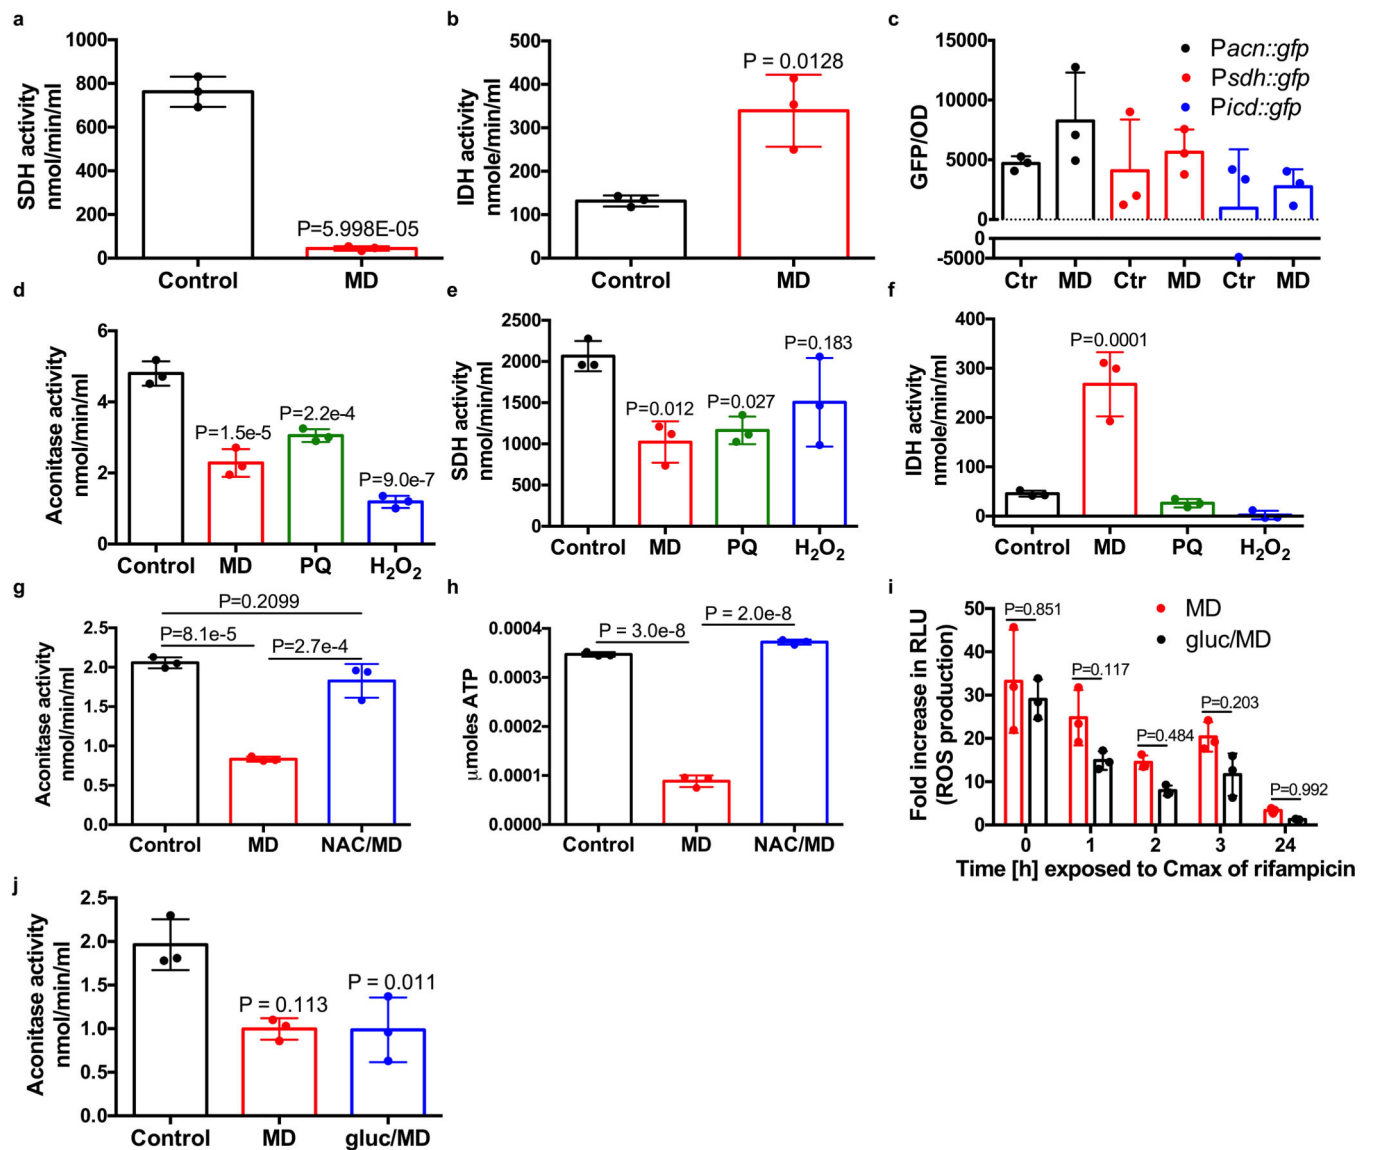 a
1000
800
600
400
200
0
SDH activity
nmol/min/ml
P=5.998E-05
Control MD
b
500
400
300
200
100
0
IDH activity
nmole/min/ml
P = 0.0128
Control MD
c
15000
10000
5000
0
0
-5000
GFP/OD
Pacn::gfp
Psdh::gfp
Picd::gfp
Ctr MD Ctr MD Ctr MD
d
6
4
2
0
Aconitase activity
nmol/min/ml
P=1.5e-5
P=2.2e-4
P=9.0e-7
Control MD PQ H₂O₂
e
2500
2000
1500
1000
500
0
SDH activity
nmol/min/ml
P=0.012
P=0.027
P=0.183
Control MD PQ H₂O₂
f
400
300
200
100
0
IDH activity
nmole/min/ml
P=0.0001
Control MD PQ H₂O₂
g
2.5
2.0
1.5
1.0
0.5
0.0
Aconitase activity
nmol/min/ml
P=0.2099
P=8.1e-5
P=2.7e-4
Control MD NAC/MD
h
0.0004
0.0003
0.0002
0.0001
0.0000
μmoles ATP
P = 3.0e-8
P = 2.0e-8
Control MD NAC/MD
i
50
40
30
20
10
0
Fold increase in RLU
(ROS production)
MD
gluc/MD
P=0.851
P=0.117
P=0.484
P=0.203
P=0.992
0 1 2 3 24
Time [h] exposed to Cmax of rifampicin
j
2.5
2.0
1.5
1.0
0.5
0.0
Aconitase activity
nmol/min/ml
P = 0.113
P = 0.011
Control MD gluc/MD